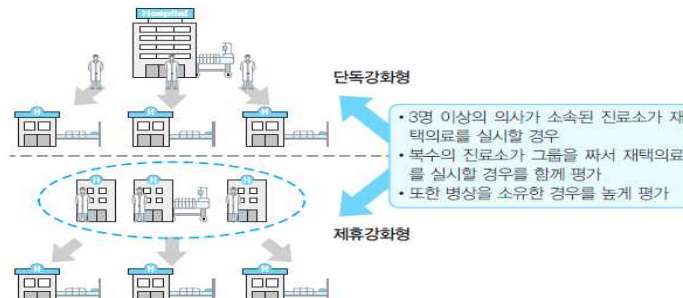 Hospital
단독강화형
• 3명 이상의 의사가 소속된 진료소가 재
택의료를 실시할 경우
• 복수의 진료소가 그룹을 짜서 재택의료
를 실시할 경우를 함께 평가
• 또한 병상을 소유한 경우를 높게 평가
H
H
H
H
H
H
제휴강화형
H
H
H